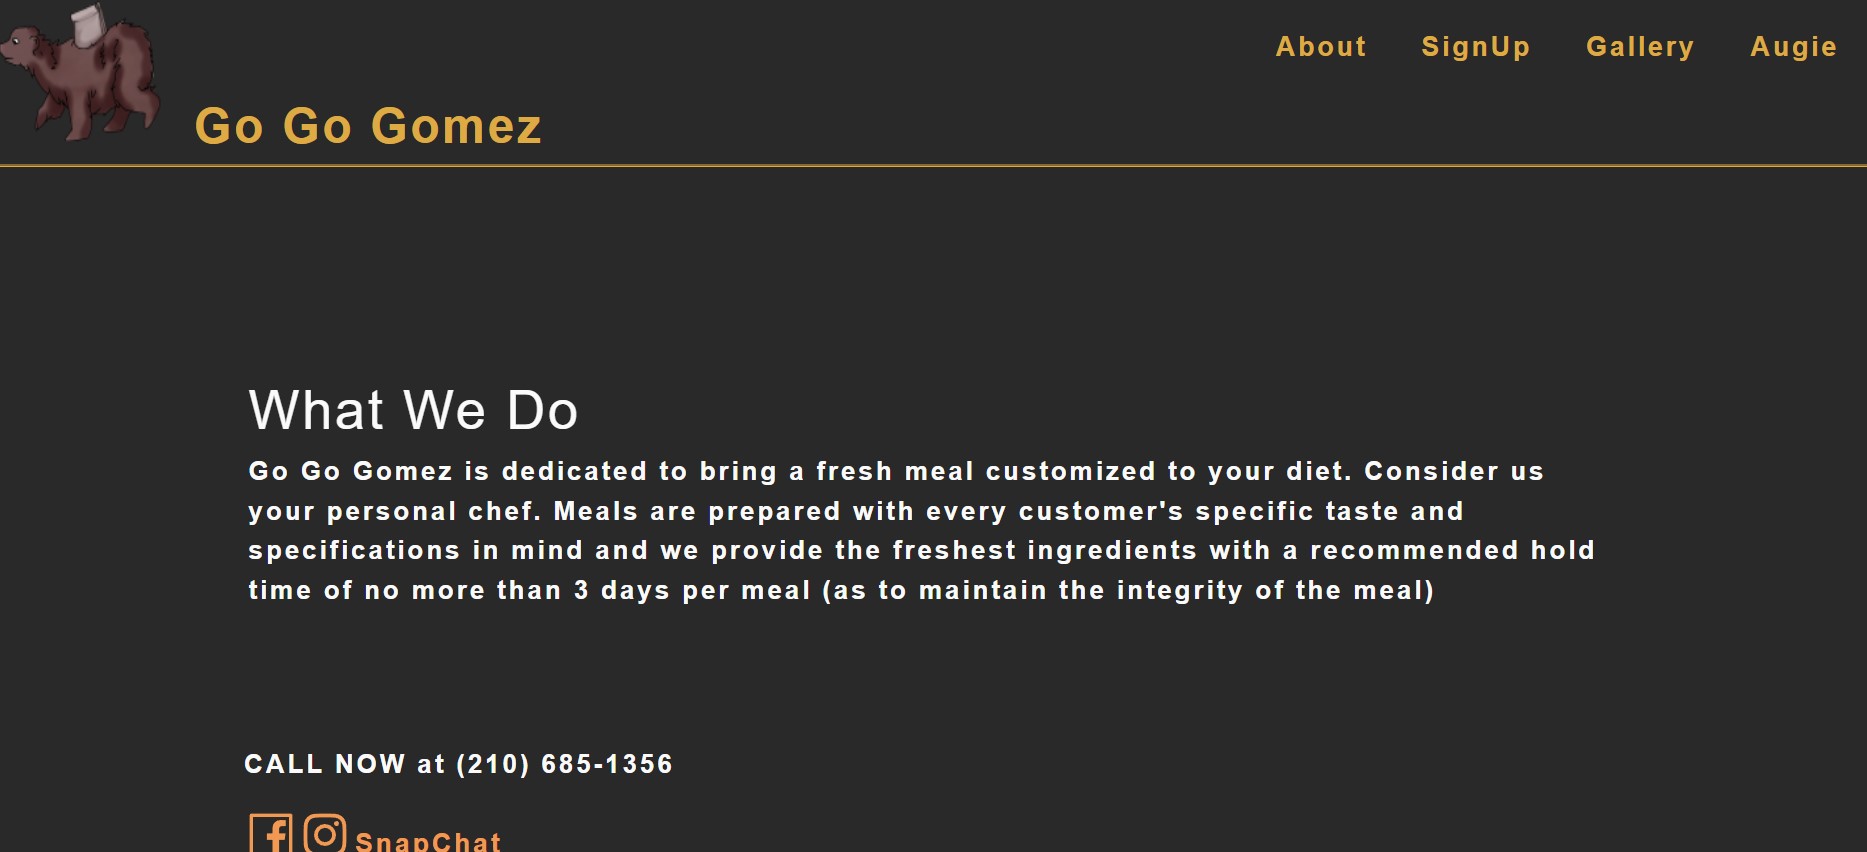 About SignUp Gallery Augie
Go Go Gomez
What We Do
Go Go Gomez is dedicated to bring a fresh meal customized to your diet. Consider us
your personal chef. Meals are prepared with every customer's specific taste and
specifications in mind and we provide the freshest ingredients with a recommended hold
time of no more than 3 days per meal (as to maintain the integrity of the meal)
CALL NOW at (210) 685-1356
SnapChat